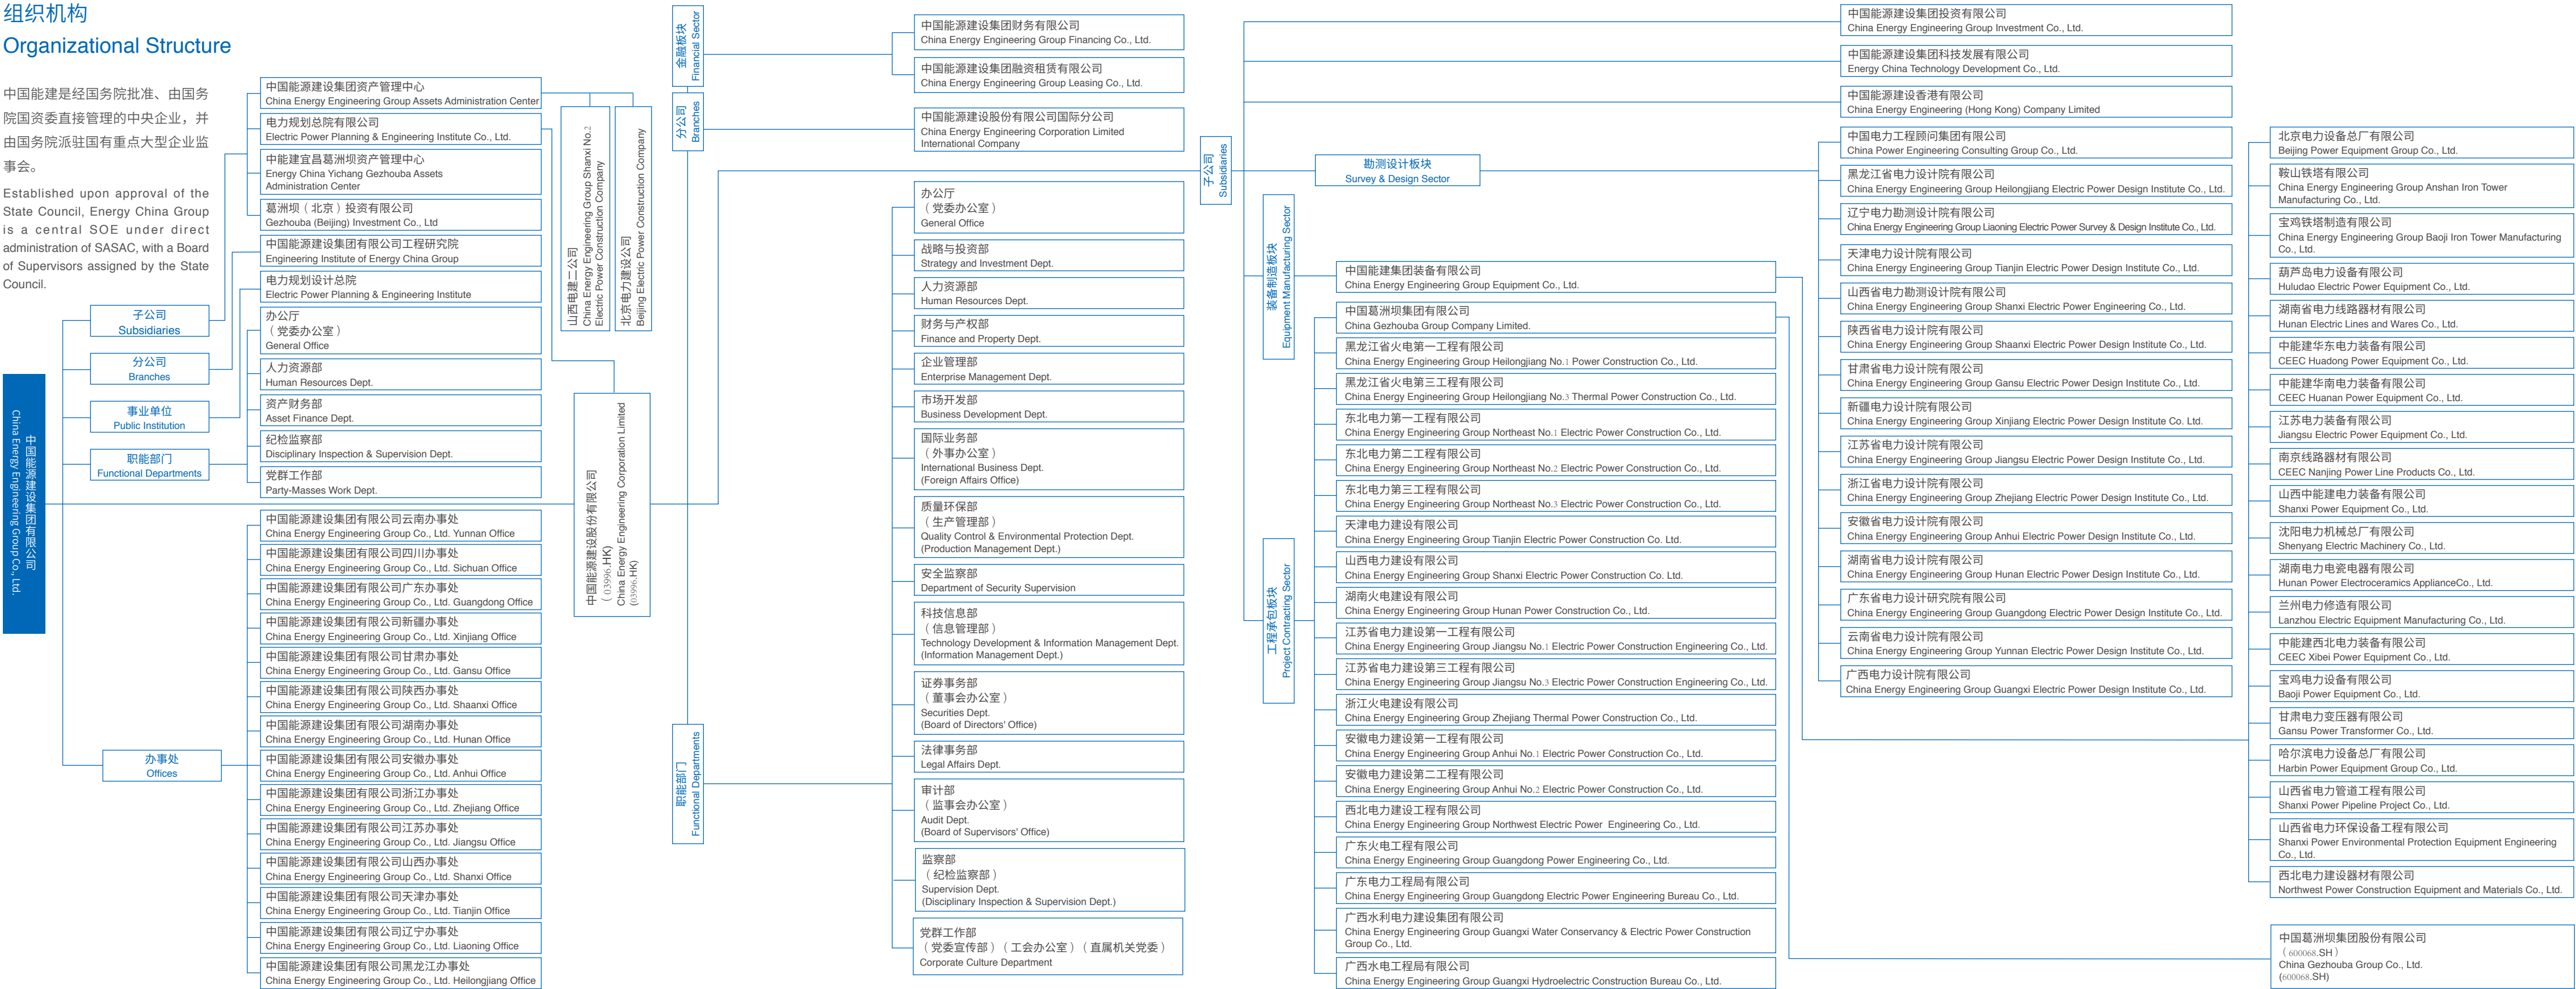 组织机构
Organizational Structure
中国能建是经国务院批准、由国务
院国资委直接管理的中央企业，并
由国务院派驻国有重点大型企业监
事会。
Established upon approval of the
State Council, Energy China Group
is a central SOE under direct
administration of SASAC, with a Board
of Supervisors assigned by the State
Council.
中国能源建设集团有限公司
China Energy Engineering Group Co., Ltd.
子公司
Subsidiaries
分公司
Branches
事业单位
Public Institution
职能部门
Functional Departments
办事处
Offices
中国能源建设集团资产管理中心
China Energy Engineering Group Assets Administration Center
电力规划总院有限公司
Electric Power Planning & Engineering Institute Co., Ltd.
中能建宜昌葛洲坝资产管理中心
Energy China Yichang Gezhouba Assets
Administration Center
葛洲坝（北京）投资有限公司
Gezhouba (Beijing) Investment Co., Ltd
中国能源建设集团有限公司工程研究院
Engineering Institute of Energy China Group
电力规划设计总院
Electric Power Planning & Engineering Institute
办公厅
（党委办公室）
General Office
人力资源部
Human Resources Dept.
资产财务部
Asset Finance Dept.
纪检监察部
Disciplinary Inspection & Supervision Dept.
党群工作部
Party-Masses Work Dept.
中国能源建设集团有限公司云南办事处
China Energy Engineering Group Co., Ltd. Yunnan Office
中国能源建设集团有限公司四川办事处
China Energy Engineering Group Co., Ltd. Sichuan Office
中国能源建设集团有限公司广东办事处
China Energy Engineering Group Co., Ltd. Guangdong Office
中国能源建设集团有限公司新疆办事处
China Energy Engineering Group Co., Ltd. Xinjiang Office
中国能源建设集团有限公司甘肃办事处
China Energy Engineering Group Co., Ltd. Gansu Office
中国能源建设集团有限公司陕西办事处
China Energy Engineering Group Co., Ltd. Shaanxi Office
中国能源建设集团有限公司湖南办事处
China Energy Engineering Group Co., Ltd. Hunan Office
中国能源建设集团有限公司安徽办事处
China Energy Engineering Group Co., Ltd. Anhui Office
中国能源建设集团有限公司浙江办事处
China Energy Engineering Group Co., Ltd. Zhejiang Office
中国能源建设集团有限公司江苏办事处
China Energy Engineering Group Co., Ltd. Jiangsu Office
中国能源建设集团有限公司山西办事处
China Energy Engineering Group Co., Ltd. Shanxi Office
中国能源建设集团有限公司天津办事处
China Energy Engineering Group Co., Ltd. Tianjin Office
中国能源建设集团有限公司辽宁办事处
China Energy Engineering Group Co., Ltd. Liaoning Office
中国能源建设集团有限公司黑龙江办事处
China Energy Engineering Group Co., Ltd. Heilongjiang Office
山西电建二公司
China Energy Engineering Group Shanxi No.2
Electric Power Construction Company
北京电力建设公司
Beijing Electric Power Construction Company
中国能源建设股份有限公司
（03996.HK）
China Energy Engineering Corporation Limited
(03996.HK)
金融板块
Financial Sector
分公司
Branches
职能部门
Functional Departments
中国能源建设集团财务有限公司
China Energy Engineering Group Financing Co., Ltd.
中国能源建设集团融资租赁有限公司
China Energy Engineering Group Leasing Co., Ltd.
中国能源建设股份有限公司国际分公司
China Energy Engineering Corporation Limited
International Company
办公厅
（党委办公室）
General Office
战略与投资部
Strategy and Investment Dept.
人力资源部
Human Resources Dept.
财务与产权部
Finance and Property Dept.
企业管理部
Enterprise Management Dept.
市场开发部
Business Development Dept.
国际业务部
（外事办公室）
International Business Dept.
(Foreign Affairs Office)
质量环保部
（生产管理部）
Quality Control & Environmental Protection Dept.
(Production Management Dept.)
安全监察部
Department of Security Supervision
科技信息部
（信息管理部）
Technology Development & Information Management Dept.
(Information Management Dept.)
证券事务部
（董事会办公室）
Securities Dept.
(Board of Directors' Office)
法律事务部
Legal Affairs Dept.
审计部
（监事会办公室）
Audit Dept.
(Board of Supervisors' Office)
监察部
（纪检监察部）
Supervision Dept.
(Disciplinary Inspection & Supervision Dept.)
党群工作部
（党委宣传部）（工会办公室）（直属机关党委）
Corporate Culture Department
子公司
Subsidiaries
勘测设计板块
Survey & Design Sector
装备制造板块
Equipment Manufacturing Sector
工程承包板块
Project Contracting Sector
中国能建集团装备有限公司
China Energy Engineering Group Equipment Co., Ltd.
中国葛洲坝集团有限公司
China Gezhouba Group Company Limited.
黑龙江省火电第一工程有限公司
China Energy Engineering Group Heilongjiang No.1 Power Construction Co., Ltd.
黑龙江省火电第三工程有限公司
China Energy Engineering Group Heilongjiang No.3 Thermal Power Construction Co., Ltd.
东北电力第一工程有限公司
China Energy Engineering Group Northeast No.1 Electric Power Construction Co., Ltd.
东北电力第二工程有限公司
China Energy Engineering Group Northeast No.2 Electric Power Construction Co., Ltd.
东北电力第三工程有限公司
China Energy Engineering Group Northeast No.3 Electric Power Construction Co., Ltd.
天津电力建设有限公司
China Energy Engineering Group Tianjin Electric Power Construction Co. Ltd.
山西电力建设有限公司
China Energy Engineering Group Shanxi Electric Power Construction Co. Ltd.
湖南火电建设有限公司
China Energy Engineering Group Hunan Power Construction Co., Ltd.
江苏省电力建设第一工程有限公司
China Energy Engineering Group Jiangsu No.1 Electric Power Construction Engineering Co., Ltd.
江苏省电力建设第三工程有限公司
China Energy Engineering Group Jiangsu No.3 Electric Power Construction Engineering Co., Ltd.
浙江火电建设有限公司
China Energy Engineering Group Zhejiang Thermal Power Construction Co., Ltd.
安徽电力建设第一工程有限公司
China Energy Engineering Group Anhui No.1 Electric Power Construction Co., Ltd.
安徽电力建设第二工程有限公司
China Energy Engineering Group Anhui No.2 Electric Power Construction Co., Ltd.
西北电力建设工程有限公司
China Energy Engineering Group Northwest Electric Power Engineering Co., Ltd.
广东火电工程有限公司
China Energy Engineering Group Guangdong Power Engineering Co., Ltd.
广东电力工程局有限公司
China Energy Engineering Group Guangdong Electric Power Engineering Bureau Co., Ltd.
广西水利电力建设集团有限公司
China Energy Engineering Group Guangxi Water Conservancy & Electric Power Construction
Group Co., Ltd.
广西水电工程局有限公司
China Energy Engineering Group Guangxi Hydroelectric Construction Bureau Co., Ltd.
中国能源建设集团投资有限公司
China Energy Engineering Group Investment Co., Ltd.
中国能源建设集团科技发展有限公司
Energy China Technology Development Co., Ltd.
中国能源建设香港有限公司
China Energy Engineering (Hong Kong) Company Limited
中国电力工程顾问集团有限公司
China Power Engineering Consulting Group Co., Ltd.
黑龙江省电力设计院有限公司
China Energy Engineering Group Heilongjiang Electric Power Design Institute Co., Ltd.
辽宁电力勘测设计院有限公司
China Energy Engineering Group Liaoning Electric Power Survey & Design Institute Co., Ltd.
天津电力设计院有限公司
China Energy Engineering Group Tianjin Electric Power Design Institute Co., Ltd.
山西省电力勘测设计院有限公司
China Energy Engineering Group Shanxi Electric Power Engineering Co., Ltd.
陕西省电力设计院有限公司
China Energy Engineering Group Shaanxi Electric Power Design Institute Co., Ltd.
甘肃省电力设计院有限公司
China Energy Engineering Group Gansu Electric Power Design Institute Co., Ltd.
新疆电力设计院有限公司
China Energy Engineering Group Xinjiang Electric Power Design Institute Co. Ltd.
江苏省电力设计院有限公司
China Energy Engineering Group Jiangsu Electric Power Design Institute Co., Ltd.
浙江省电力设计院有限公司
China Energy Engineering Group Zhejiang Electric Power Design Institute Co., Ltd.
安徽省电力设计院有限公司
China Energy Engineering Group Anhui Electric Power Design Institute Co., Ltd.
湖南省电力设计院有限公司
China Energy Engineering Group Hunan Electric Power Design Institute Co., Ltd.
广东省电力设计研究院有限公司
China Energy Engineering Group Guangdong Electric Power Design Institute Co., Ltd.
云南省电力设计院有限公司
China Energy Engineering Group Yunnan Electric Power Design Institute Co., Ltd.
广西电力设计院有限公司
China Energy Engineering Group Guangxi Electric Power Design Institute Co., Ltd.
北京电力设备总厂有限公司
Beijing Power Equipment Group Co., Ltd.
鞍山铁塔有限公司
China Energy Engineering Group Anshan Iron Tower
Manufacturing Co., Ltd.
宝鸡铁塔制造有限公司
China Energy Engineering Group Baoji Iron Tower Manufacturing
Co., Ltd.
葫芦岛电力设备有限公司
Huludao Electric Power Equipment Co., Ltd.
湖南省电力线路器材有限公司
Hunan Electric Lines and Wares Co., Ltd.
中能建华东电力装备有限公司
CEEC Huadong Power Equipment Co., Ltd.
中能建华南电力装备有限公司
CEEC Huanan Power Equipment Co., Ltd.
江苏电力装备有限公司
Jiangsu Electric Power Equipment Co., Ltd.
南京线路器材有限公司
CEEC Nanjing Power Line Products Co., Ltd.
山西中能建电力装备有限公司
Shanxi Power Equipment Co., Ltd.
沈阳电力机械总厂有限公司
Shenyang Electric Machinery Co., Ltd.
湖南电力电瓷电器有限公司
Hunan Power Electroceramics ApplianceCo., Ltd.
兰州电力修造有限公司
Lanzhou Electric Equipment Manufacturing Co., Ltd.
中能建西北电力装备有限公司
CEEC Xibei Power Equipment Co., Ltd.
宝鸡电力设备有限公司
Baoji Power Equipment Co., Ltd.
甘肃电力变压器有限公司
Gansu Power Transformer Co., Ltd.
哈尔滨电力设备总厂有限公司
Harbin Power Equipment Group Co., Ltd.
山西省电力管道工程有限公司
Shanxi Power Pipeline Project Co., Ltd.
山西省电力环保设备工程有限公司
Shanxi Power Environmental Protection Equipment Engineering
Co., Ltd.
西北电力建设器材有限公司
Northwest Power Construction Equipment and Materials Co., Ltd.
中国葛洲坝集团股份有限公司
（600068.SH）
China Gezhouba Group Co., Ltd.
(600068.SH)